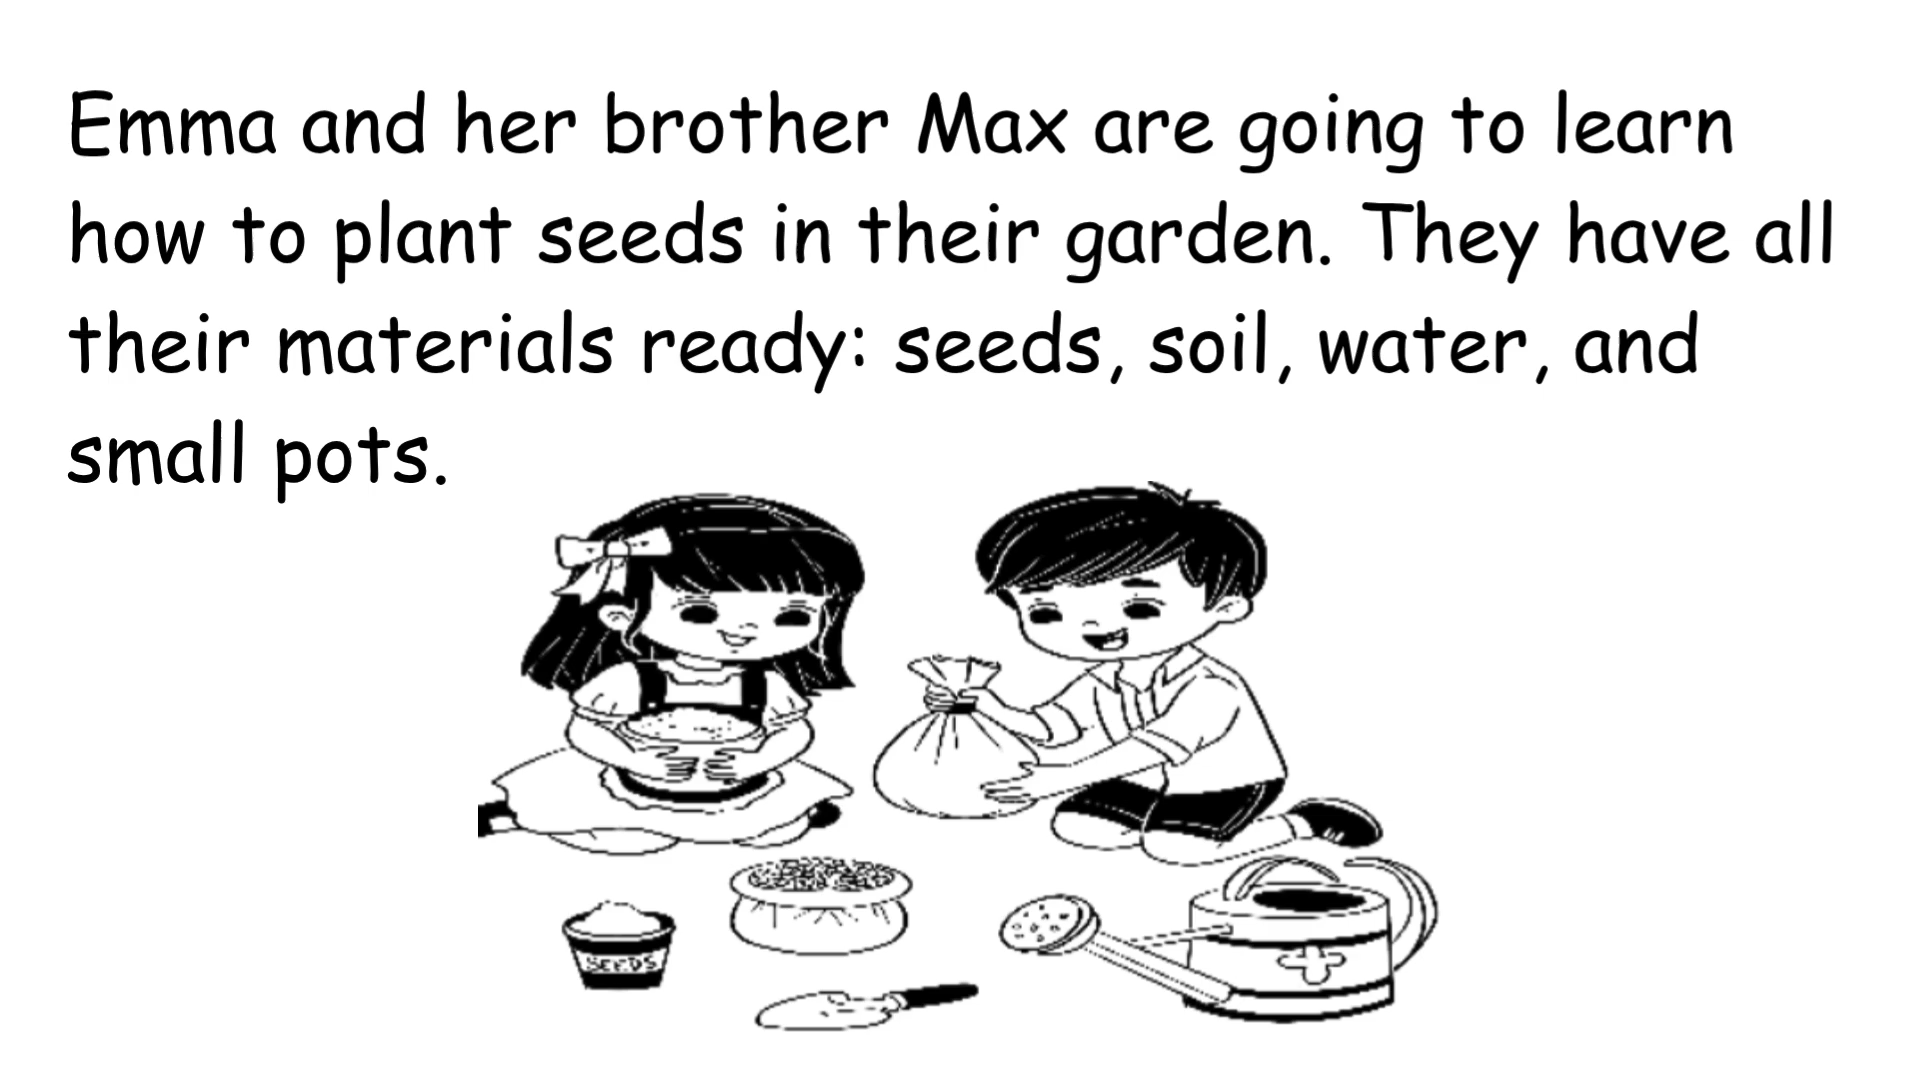 Emma and her brother Max are going to learn
how to plant seeds in their garden. They have all
their materials ready: seeds, soil, water, and
small pots.
SEEDS